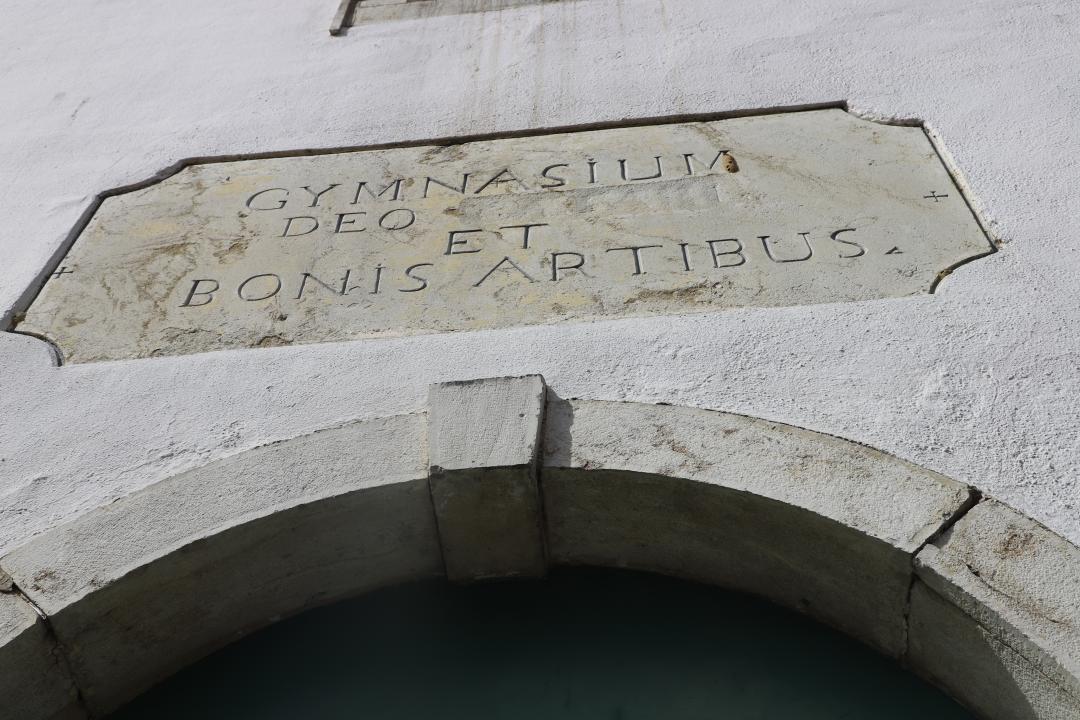 GYMNASIUM
DEO
ET
BONIS ARTIBUS